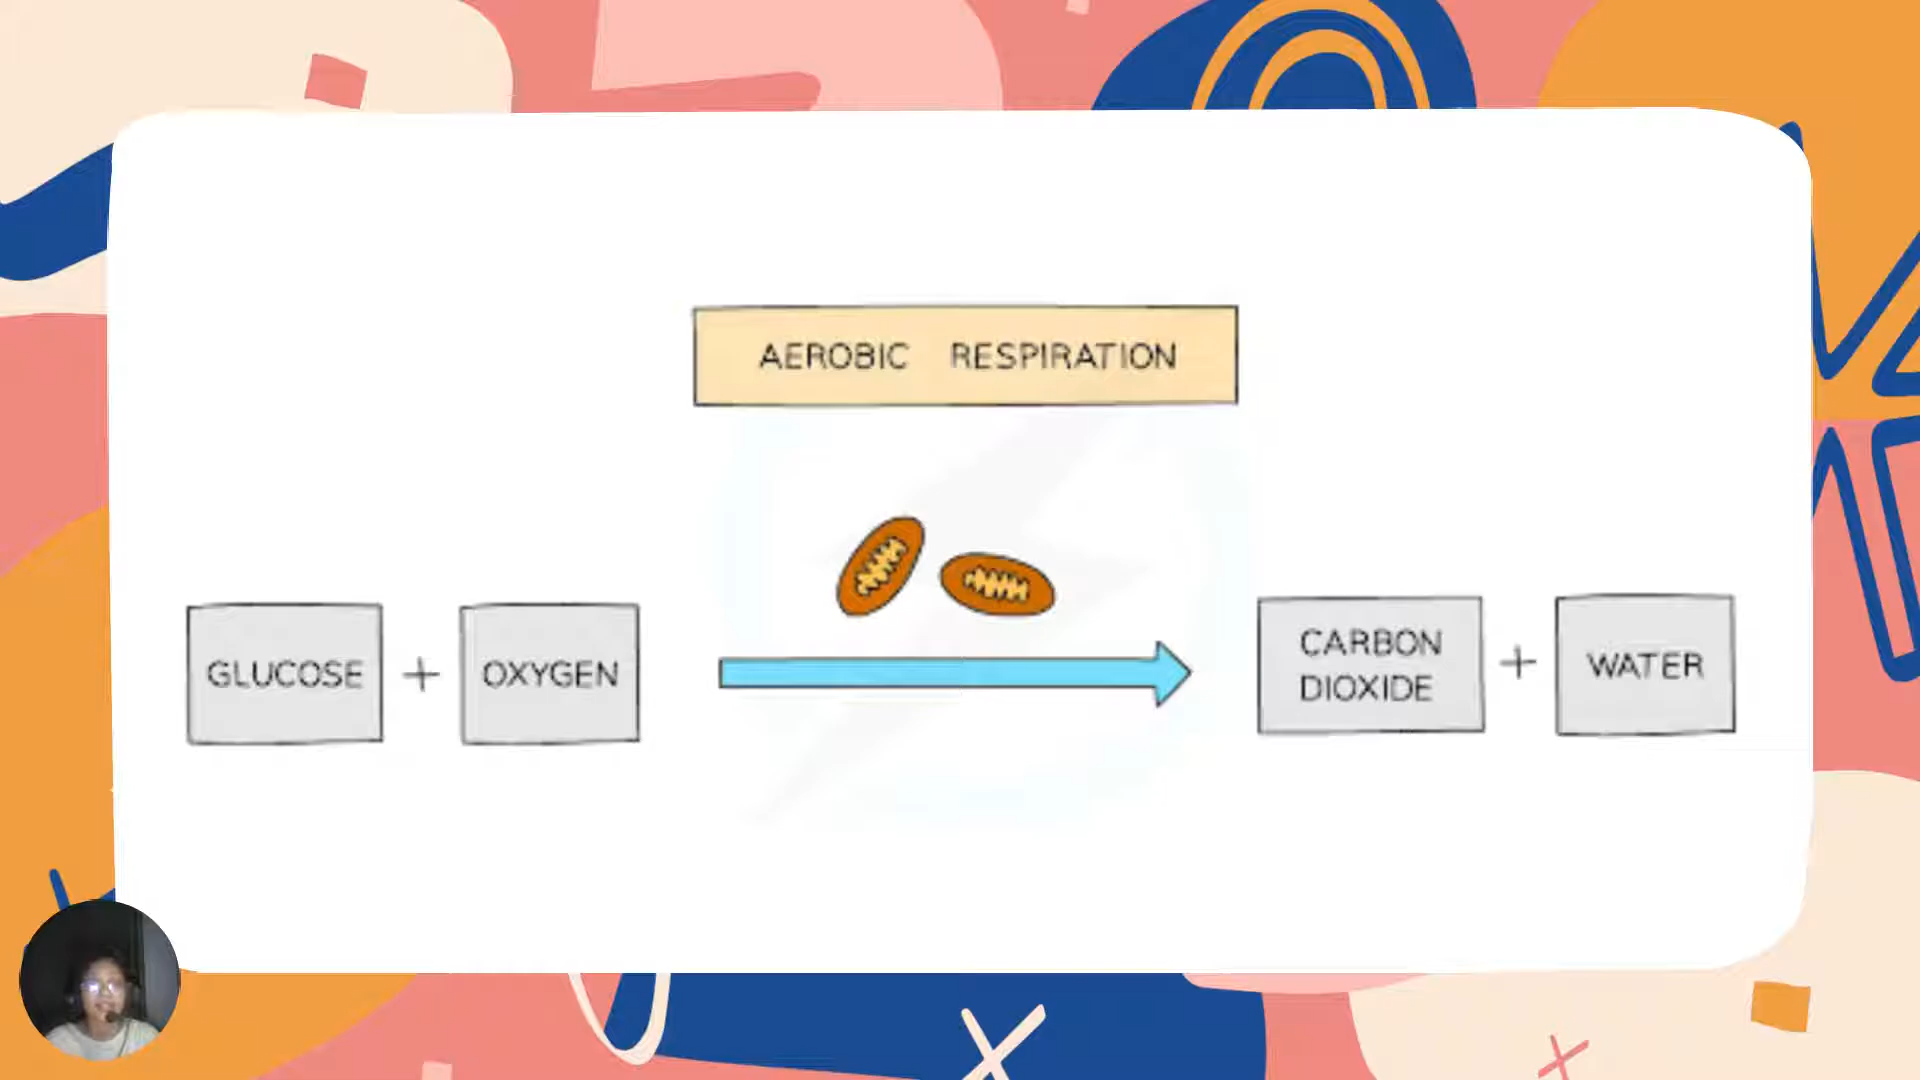 AEROBIC RESPIRATION
GLUCOSE + OXYGEN
CARBON
DIOXIDE
+ WATER